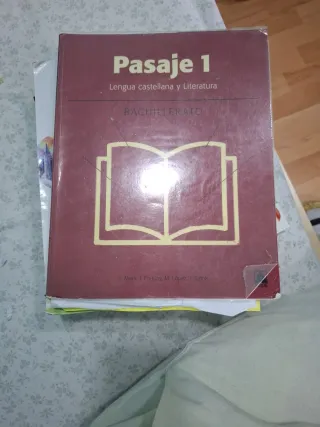 Pasaje 1
Lengua castellana y Literatura
BACHILLERATO